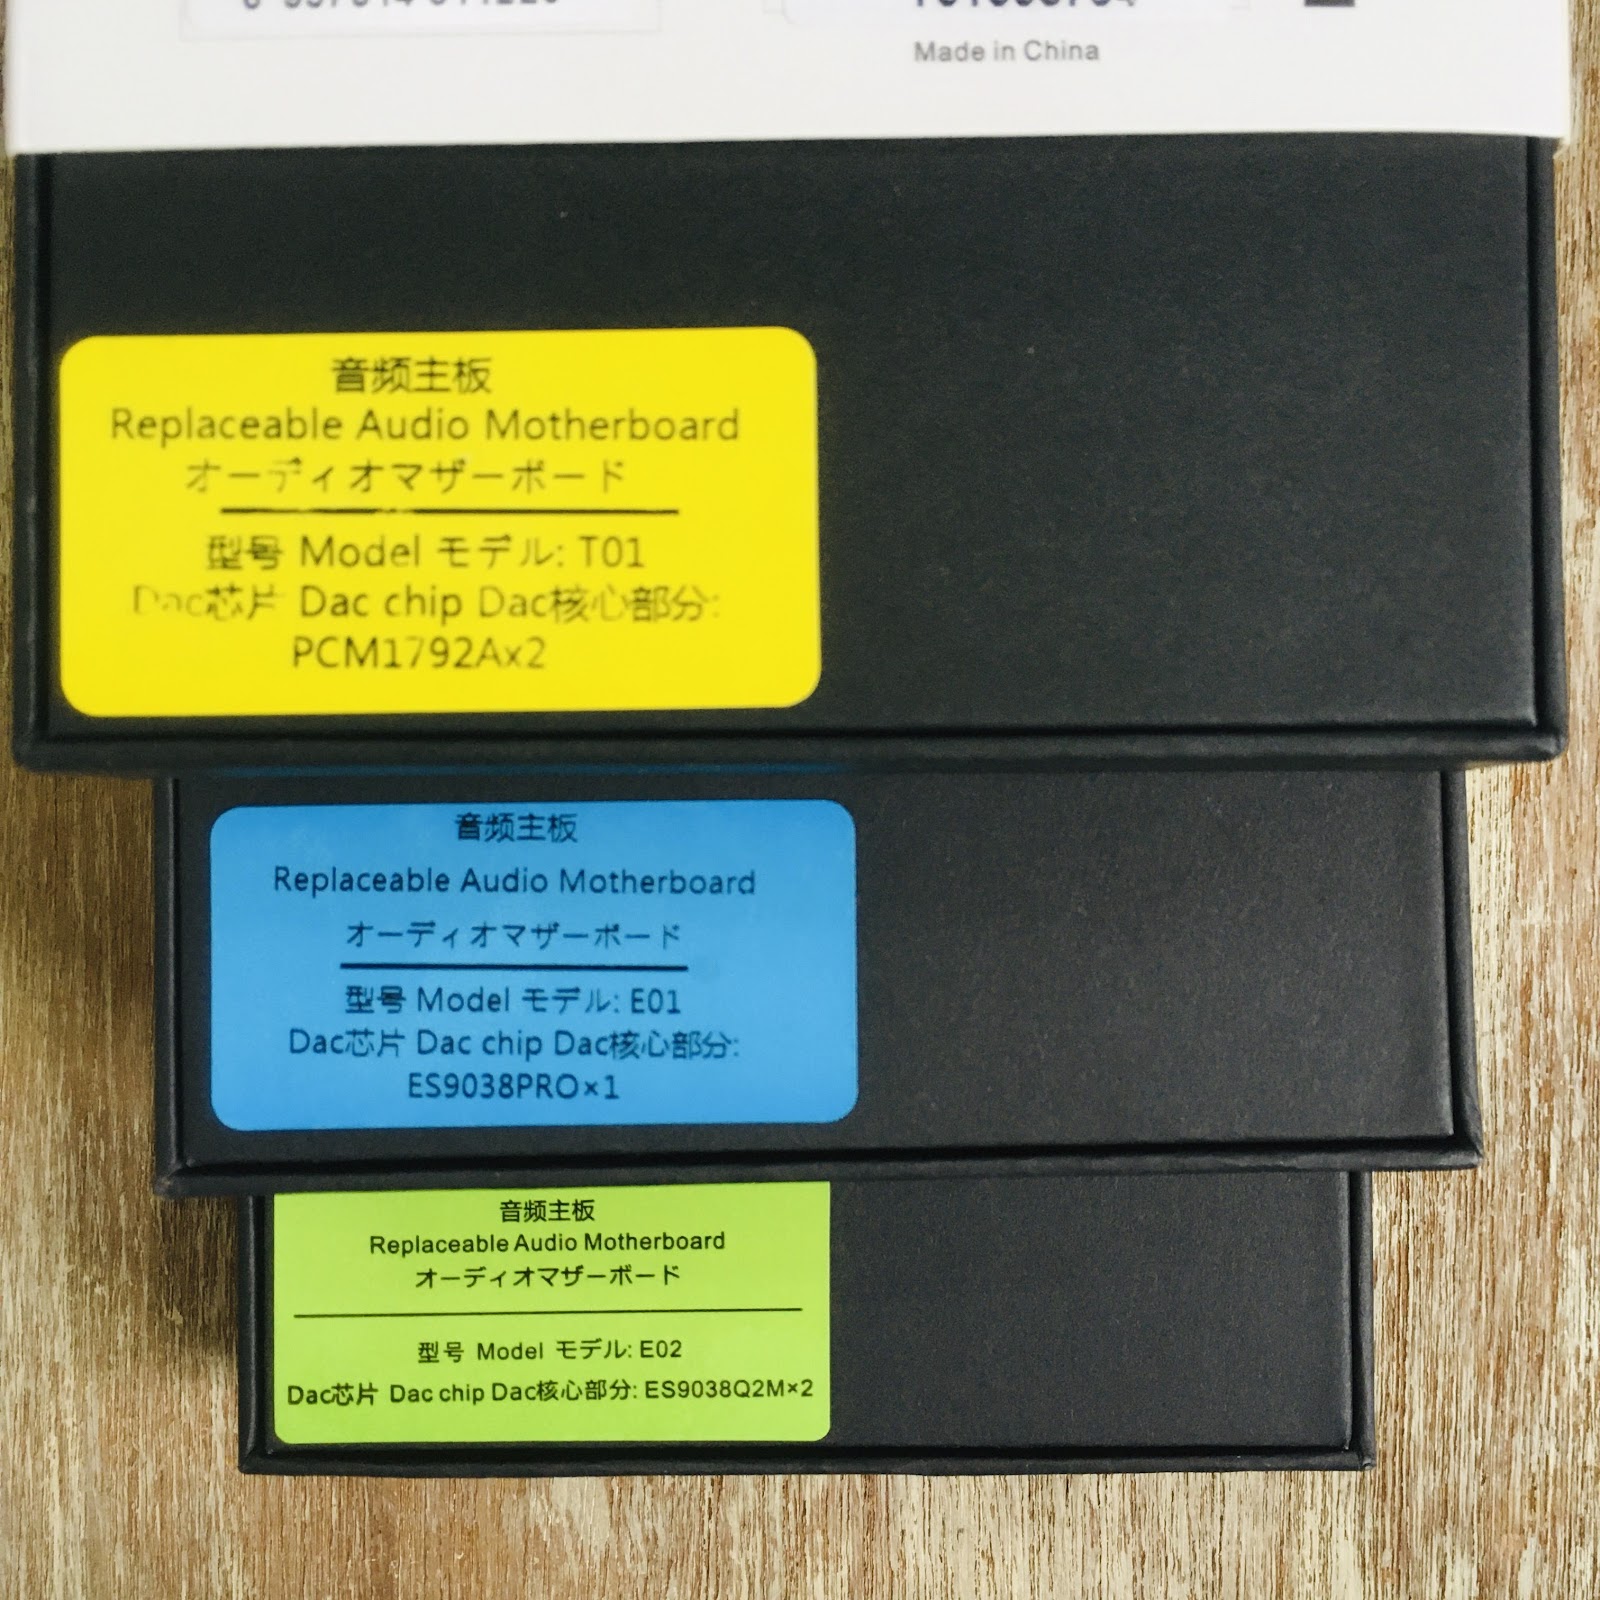 Made in China
音频主板
Replaceable Audio Motherboard
オーディオマザーボード
型号 Model モデル: T01
Dac芯片 Dac chip Dac核心部分:
PCM1792Ax2
音频主板
Replaceable Audio Motherboard
オーディオマザーボード
型号 Model モデル: E01
Dac芯片 Dac chip Dac核心部分:
ES9038PRO×1
音频主板
Replaceable Audio Motherboard
オーディオマザーボード
型号 Model モデル: E02
Dac芯片 Dac chip Dac核心部分: ES9038Q2M×2